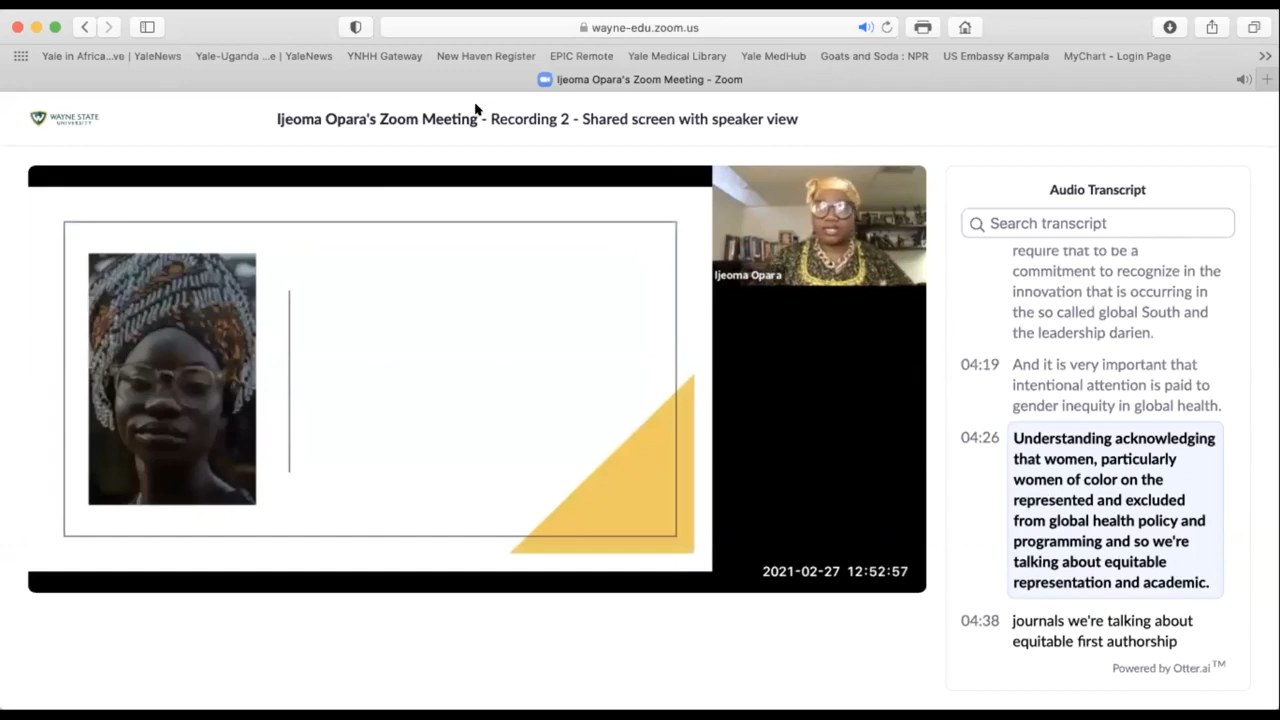 wayne-edu.zoom.us
Yale in Africa...ve | YaleNews Yale-Uganda ...e | YaleNews YNHH Gateway New Haven Register EPIC Remote Yale Medical Library Yale MedHub Goats and Soda : NPR US Embassy Kampala MyChart - Login Page
Ijeoma Opara's Zoom Meeting - Zoom
WAYNE STATE
UNIVERSITY
Ijeoma Opara's Zoom Meeting - Recording 2 - Shared screen with speaker view
Ijeoma Opara
2021-02-27 12:52:57
Audio Transcript
Search transcript
require that to be a
commitment to recognize in the
innovation that is occurring in
the so called global South and
the leadership darien.
04:19 And it is very important that
intentional attention is paid to
gender inequity in global health.
04:26 Understanding acknowledging
that women, particularly
women of color on the
represented and excluded
from global health policy and
programming and so we're
talking about equitable
representation and academic.
04:38 journals we're talking about
equitable first authorship
Powered by Otter.ai™